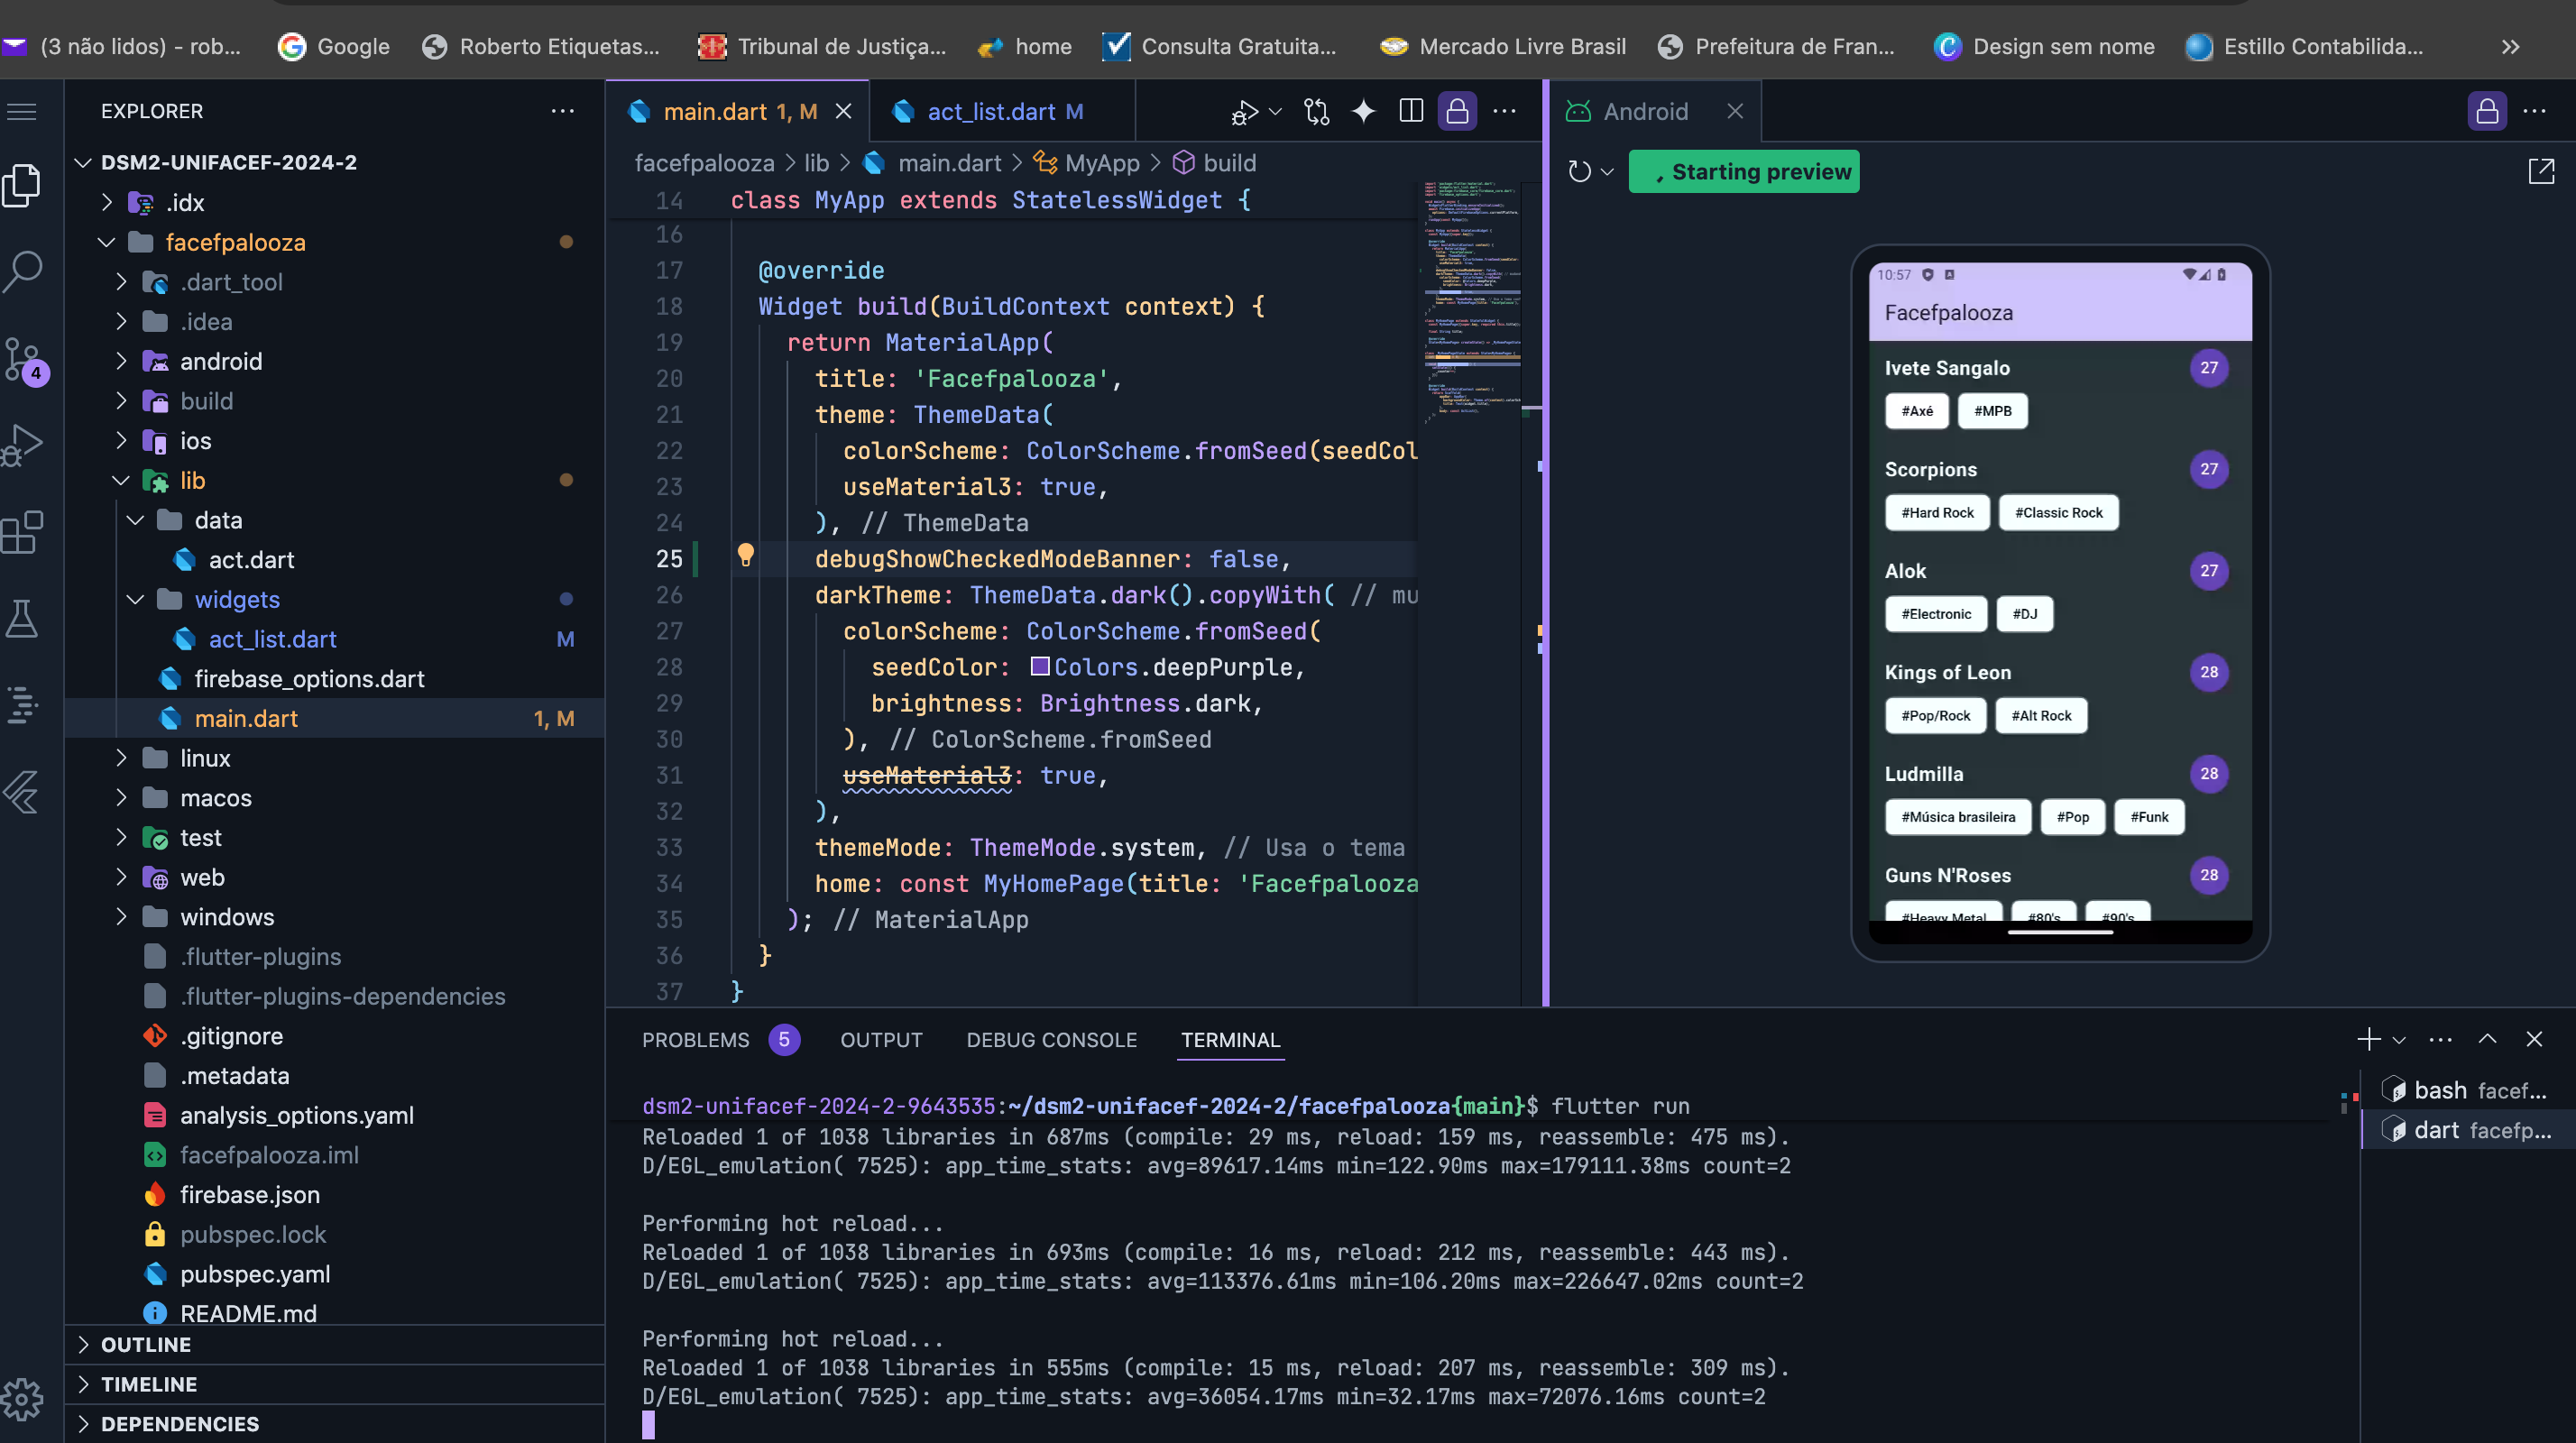 (3 não lidos) - rob...
Google
Roberto Etiquetas...
Tribunal de Justiça...
home
Consulta Gratuita...
Mercado Livre Brasil
Prefeitura de Fran...
Design sem nome
Estillo Contabilida...
EXPLORER
DSM2-UNIFACEF-2024-2
.idx
facefpalooza
.dart_tool
.idea
android
build
ios
lib
data
act.dart
widgets
act_list.dart M
firebase_options.dart
main.dart 1, M
linux
macos
test
web
windows
.flutter-plugins
.flutter-plugins-dependencies
.gitignore
.metadata
analysis_options.yaml
facefpalooza.iml
firebase.json
pubspec.lock
pubspec.yaml
README.md
OUTLINE
TIMELINE
DEPENDENCIES
4
main.dart 1, M
act_list.dart M
facefpalooza > lib > main.dart > MyApp > build
14 class MyApp extends StatelessWidget {
16
17 @override
18 Widget build(BuildContext context) {
19 return MaterialApp(
20 title: 'Facefpalooza',
21 theme: ThemeData(
22 colorScheme: ColorScheme.fromSeed(seedCol
23 useMaterial3: true,
24 ), // ThemeData
25 debugShowCheckedModeBanner: false,
26 darkTheme: ThemeData.dark().copyWith( // mu
27 colorScheme: ColorScheme.fromSeed(
28 seedColor: Colors.deepPurple,
29 brightness: Brightness.dark,
30 ), // ColorScheme.fromSeed
31 useMaterial3: true,
32 ),
33 themeMode: ThemeMode.system, // Usa o tema
34 home: const MyHomePage(title: 'Facefpalooza
35 ); // MaterialApp
36 }
37 }
Android
Starting preview
10:57
Facefpalooza
Ivete Sangalo 27
#Axé #MPB
Scorpions 27
#Hard Rock #Classic Rock
Alok 27
#Electronic #DJ
Kings of Leon 28
#Pop/Rock #Alt Rock
Ludmilla 28
#Música brasileira #Pop #Funk
Guns N'Roses 28
#Heavy Metal #80's #90's
PROBLEMS 5 OUTPUT DEBUG CONSOLE TERMINAL
dsm2-unifacef-2024-2-9643535:~/dsm2-unifacef-2024-2/facefpalooza{main}$ flutter run
Reloaded 1 of 1038 libraries in 687ms (compile: 29 ms, reload: 159 ms, reassemble: 475 ms).
D/EGL_emulation( 7525): app_time_stats: avg=89617.14ms min=122.90ms max=179111.38ms count=2
Performing hot reload...
Reloaded 1 of 1038 libraries in 693ms (compile: 16 ms, reload: 212 ms, reassemble: 443 ms).
D/EGL_emulation( 7525): app_time_stats: avg=113376.61ms min=106.20ms max=226647.02ms count=2
Performing hot reload...
Reloaded 1 of 1038 libraries in 555ms (compile: 15 ms, reload: 207 ms, reassemble: 309 ms).
D/EGL_emulation( 7525): app_time_stats: avg=36054.17ms min=32.17ms max=72076.16ms count=2
bash facef...
dart facefp...